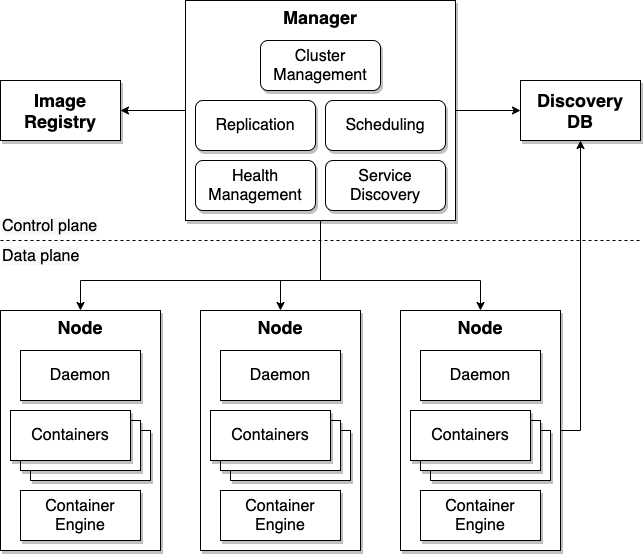 Manager
Cluster
Management
Image
Registry
Replication
Scheduling
Discovery
DB
Health
Management
Service
Discovery
Control plane
Data plane
Node
Node
Node
Daemon
Daemon
Daemon
Containers
Containers
Containers
Container
Engine
Container
Engine
Container
Engine